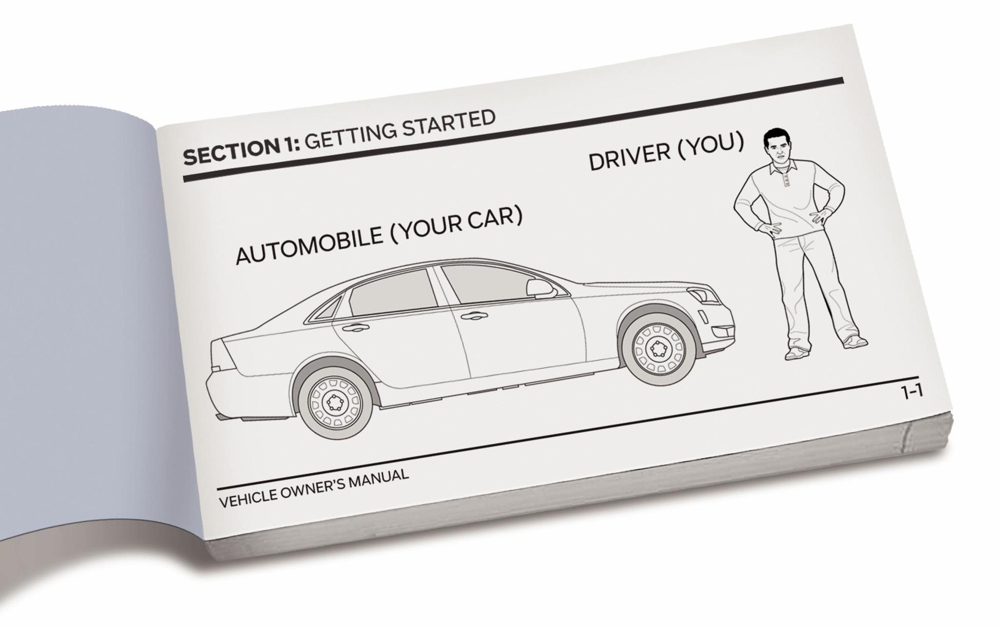 SECTION 1: GETTING STARTED
DRIVER (YOU)
AUTOMOBILE (YOUR CAR)
1-1
VEHICLE OWNER’S MANUAL